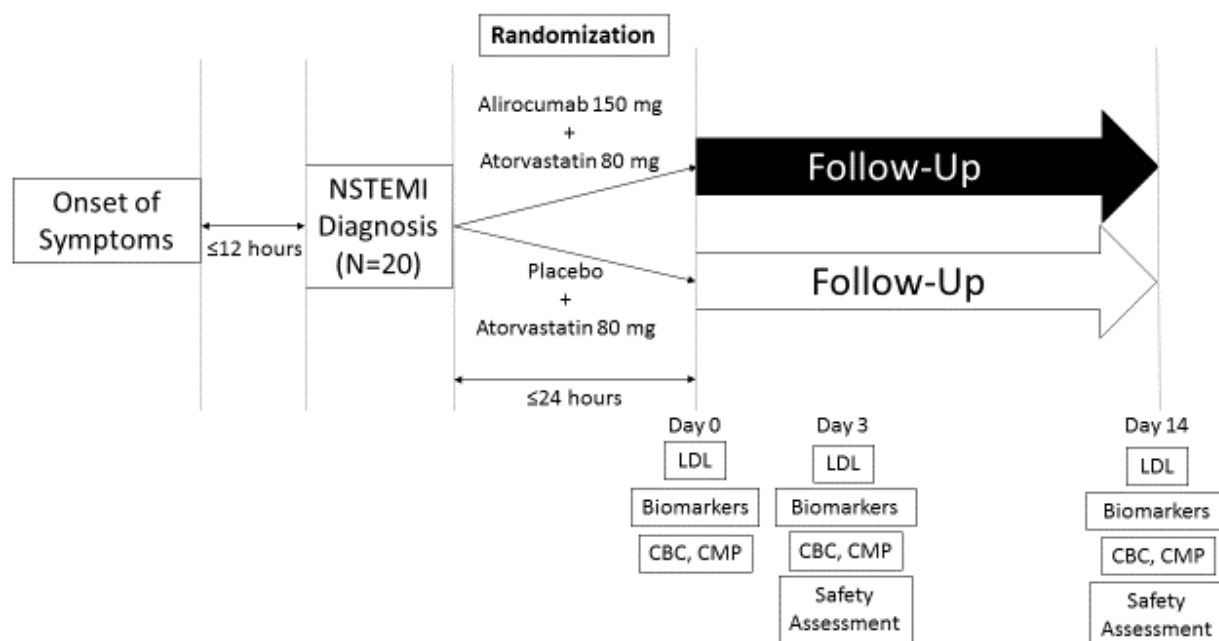 Randomization
Alirocumab 150 mg
+
Atorvastatin 80 mg
Follow-Up
Onset of
Symptoms
≤12 hours
NSTEMI
Diagnosis
(N=20)
Placebo
+
Atorvastatin 80 mg
Follow-Up
≤24 hours
Day 0
LDL
Biomarkers
CBC, CMP
Day 3
LDL
Biomarkers
CBC, CMP
Safety
Assessment
Day 14
LDL
Biomarkers
CBC, CMP
Safety
Assessment